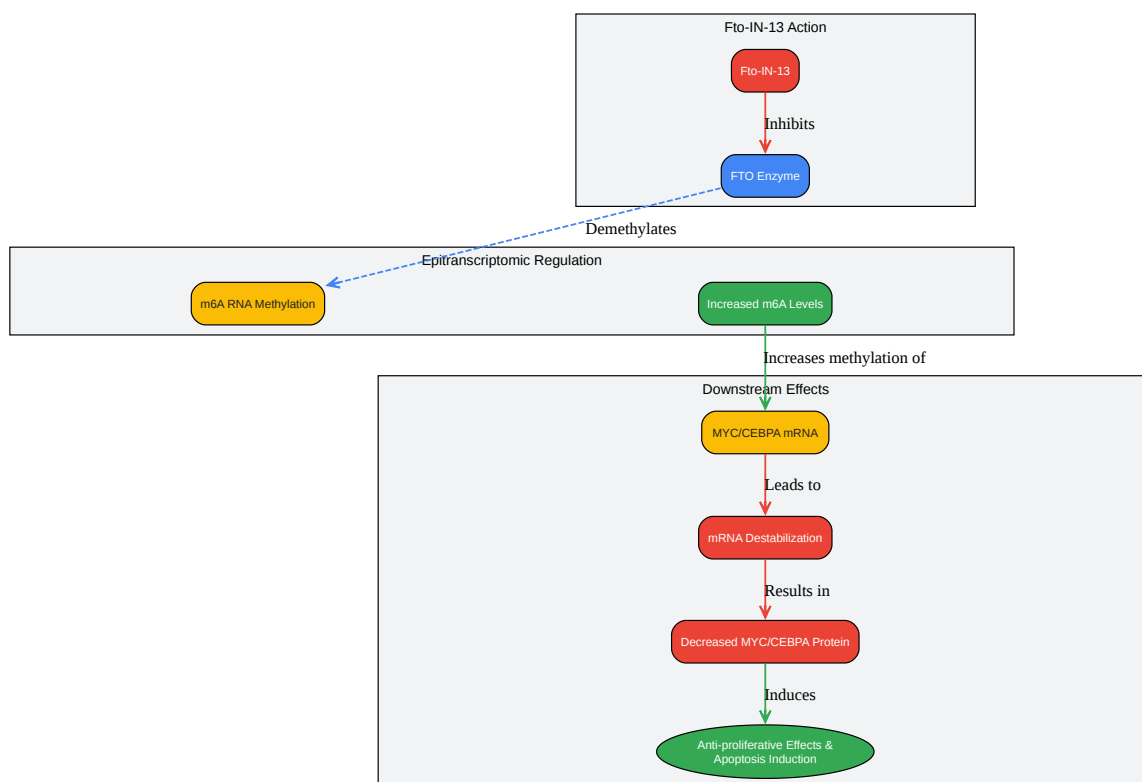 Fto-IN-13 Action
Fto-IN-13
Inhibits
FTO Enzyme
Demethylates
Epitranscriptomic Regulation
m6A RNA Methylation
Increased m6A Levels
Increases methylation of
Downstream Effects
MYC/CEBPA mRNA
Leads to
mRNA Destabilization
Results in
Decreased MYC/CEBPA Protein
Induces
Anti-proliferative Effects &
Apoptosis Induction